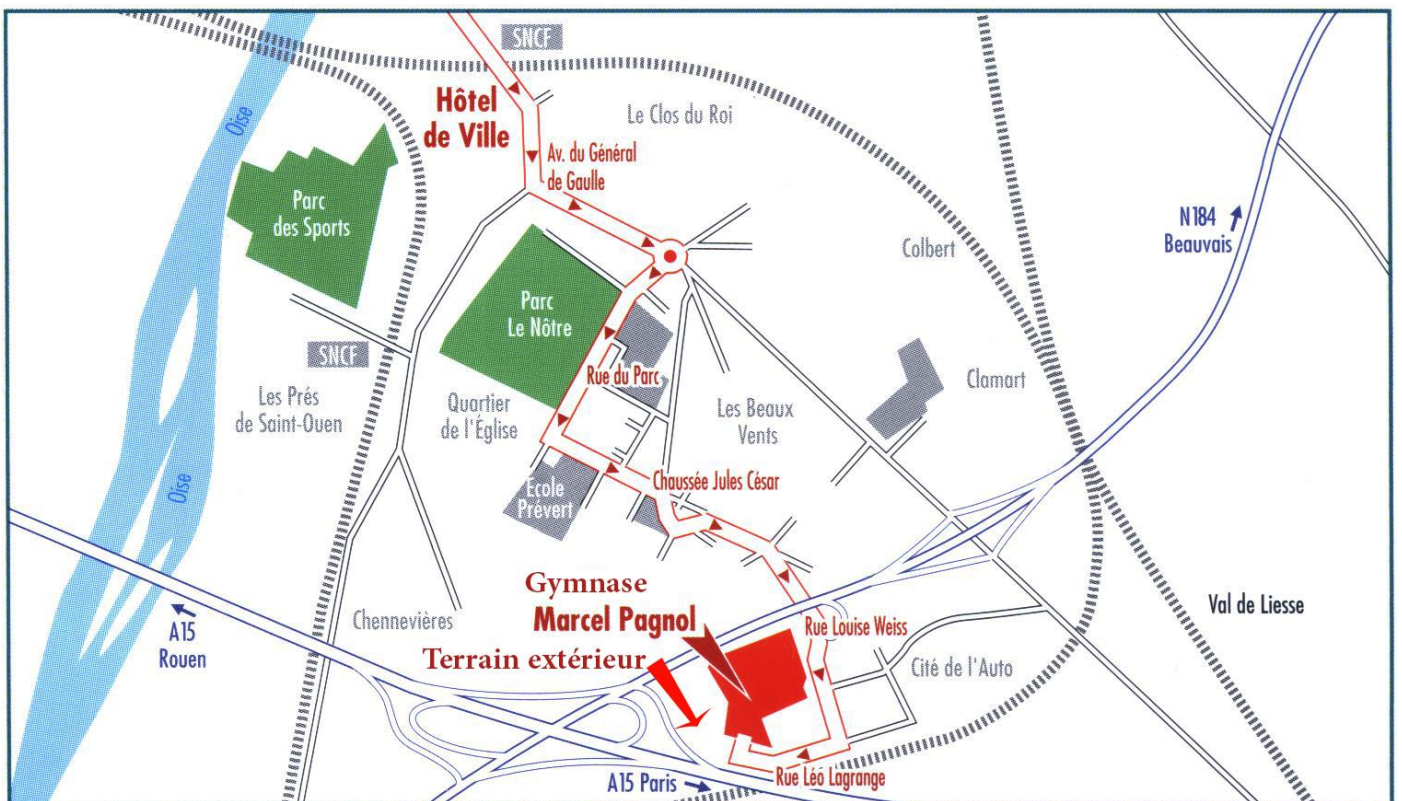 SNCF
Hôtel
de Ville
Le Clos du Roi
Oise
Av. du Général
de Gaulle
Parc
des Sports
N184
Beauvais
Colbert
Parc
Le Nôtre
SNCF
Rue du Parc
Clamart
Les Prés
de Saint-Ouen
Quartier
de l'Église
Les Beaux
Vents
Oise
École
Prévert
Chaussée Jules César
Gymnase
Marcel Pagnol
Chennevières
Val de Liesse
A15
Rouen
Rue Louise Weiss
Terrain extérieur
Cité de l'Auto
A15 Paris
Rue Léo Lagrange